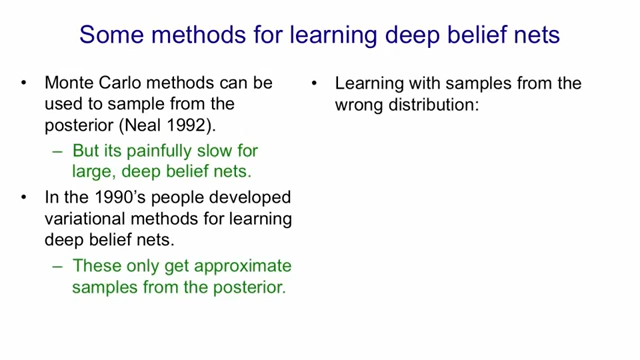 Some methods for learning deep belief nets
• Monte Carlo methods can be
used to sample from the
posterior (Neal 1992).
– But its painfully slow for
large, deep belief nets.
• In the 1990's people developed
variational methods for learning
deep belief nets.
– These only get approximate
samples from the posterior.
• Learning with samples from the
wrong distribution: